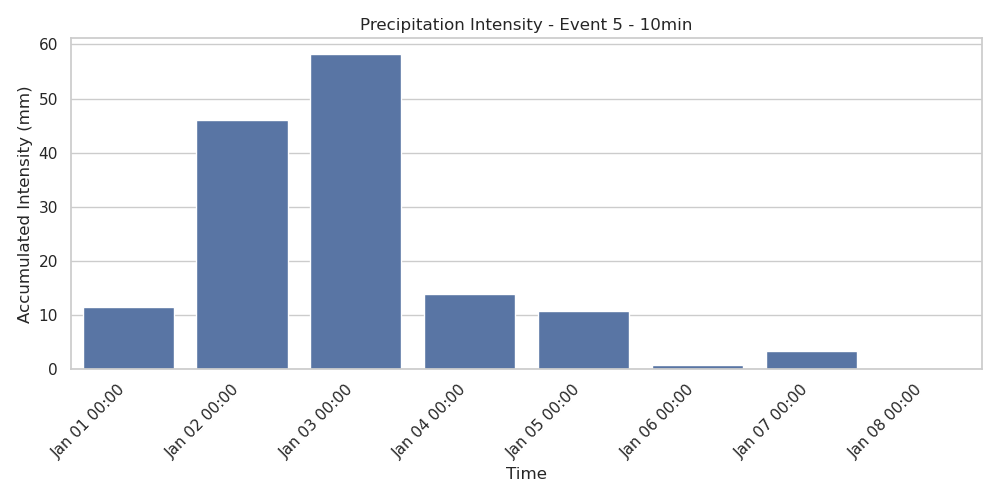 Precipitation Intensity - Event 5 - 10min
Accumulated Intensity (mm)
60
50
40
30
20
10
0
Jan 01 00:00
Jan 02 00:00
Jan 03 00:00
Jan 04 00:00
Jan 05 00:00
Jan 06 00:00
Jan 07 00:00
Jan 08 00:00
Time